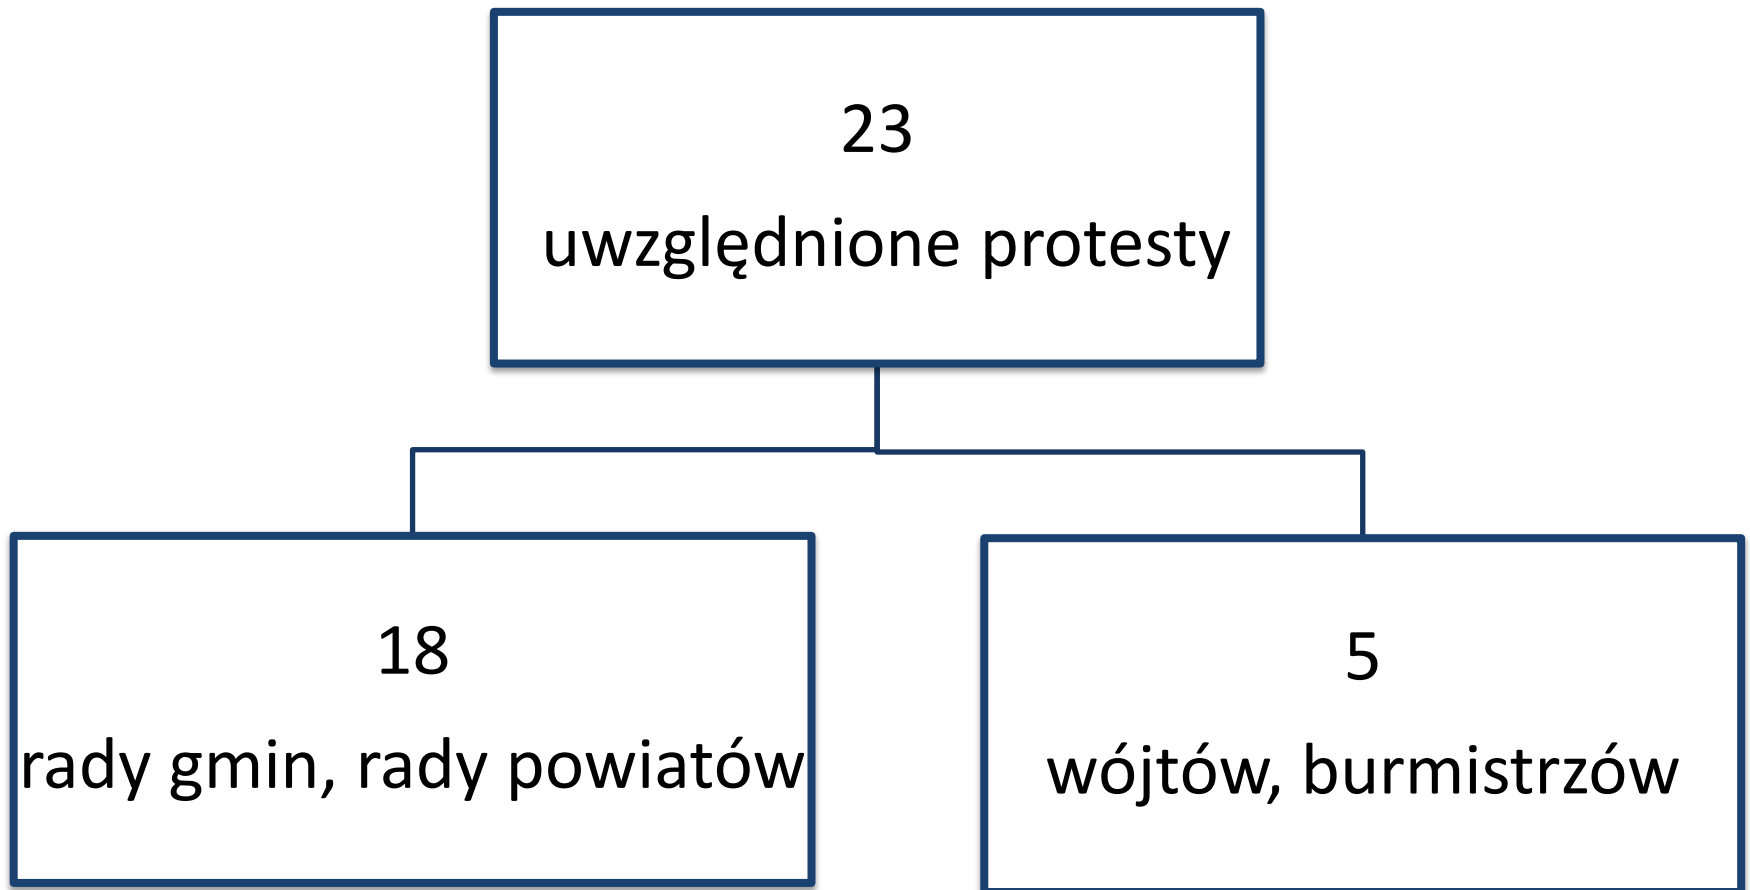 23
uwzględnione protesty
18
rady gmin, rady powiatów
5
wójtów, burmistrzów